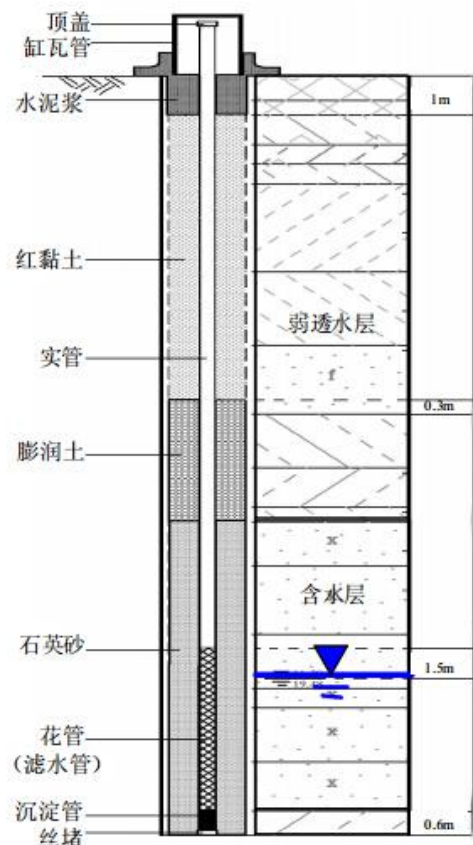 顶盖
缸瓦管
水泥浆
1m
红黏土
弱透水层
实管
f
0.3m
膨润土
x
含水层
石英砂
1.5m
x
花管
(滤水管)
x
沉淀管
0.6m
丝堵